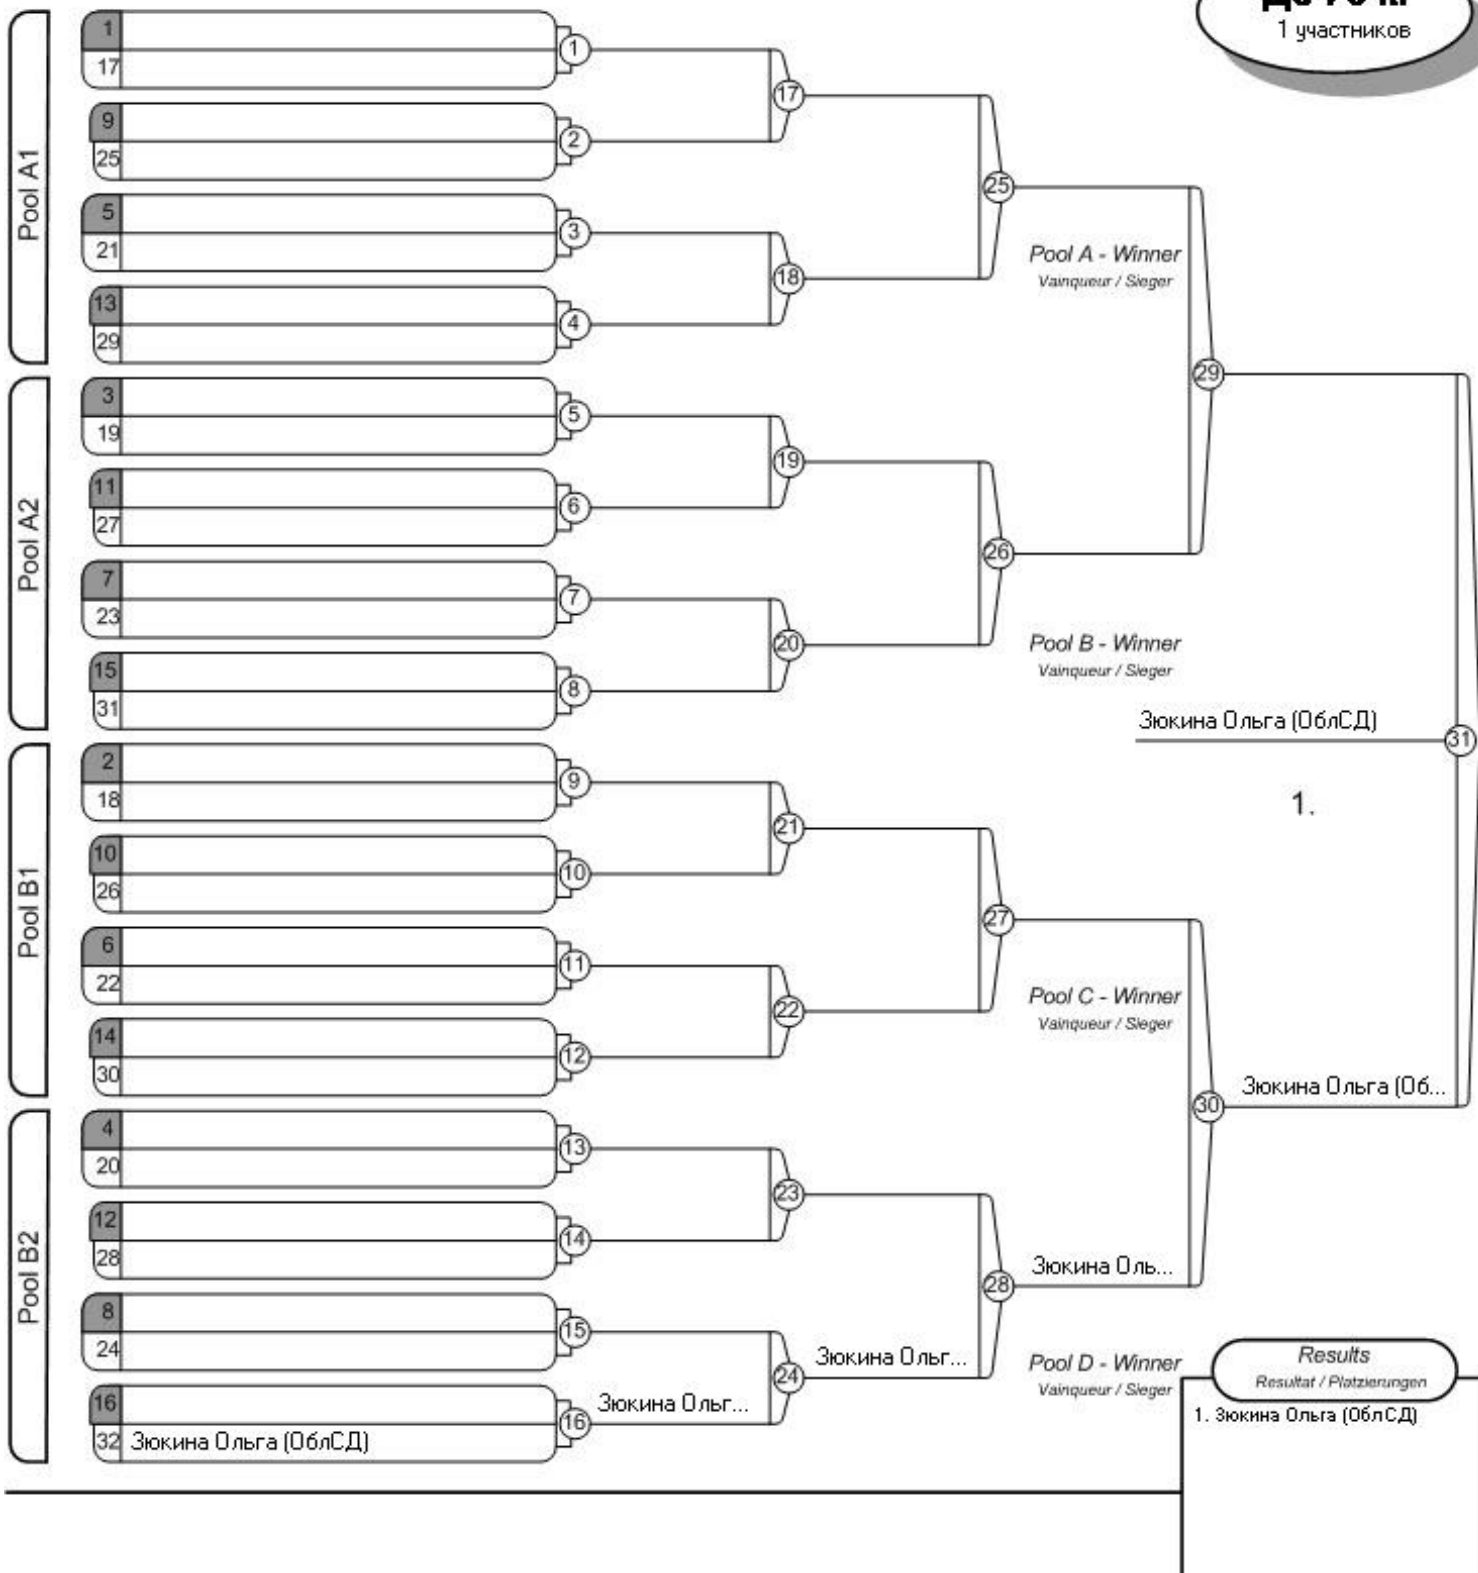 1 участников
Pool A1
1
17
1
9
25
2
17
5
21
3
13
29
4
18
25
Pool A - Winner
Vainqueur / Sieger
Pool A2
3
19
5
11
27
6
19
7
23
7
15
31
8
20
26
29
Pool B - Winner
Vainqueur / Sieger
Зюкина Ольга (ОблСД)
31
1.
Pool B1
2
18
9
10
26
10
21
6
22
11
14
30
12
22
27
Pool C - Winner
Vainqueur / Sieger
Зюкина Ольга (Об...
30
Pool B2
4
20
13
12
28
14
23
8
24
15
16
32 Зюкина Ольга (ОблСД)
16
Зюкина Ольг...
24
Зюкина Ольг...
28
Зюкина Оль...
Pool D - Winner
Vainqueur / Sieger
Results
Resultat / Platzierungen
1. Зюкина Ольга (ОблСД)